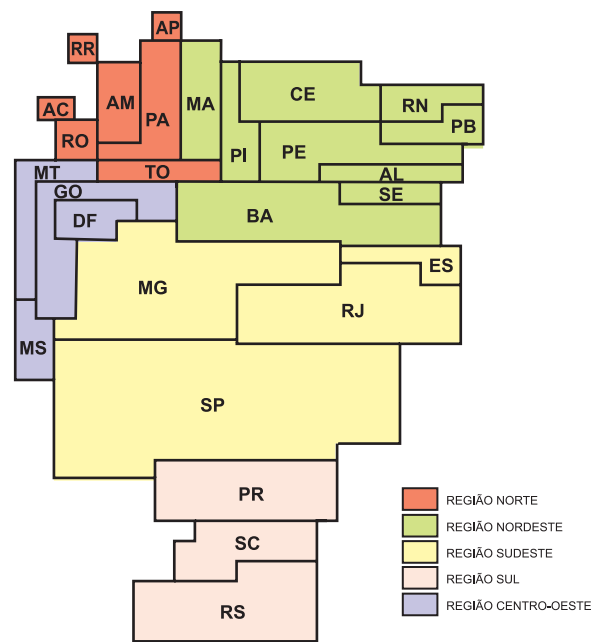 AP
RR
AM
PA
MA
CE
RN
PB
AC
RO
PI
PE
MT
TO
AL
GO
SE
DF
BA
ES
MG
RJ
MS
SP
PR
SC
RS
REGIÃO NORTE
REGIÃO NORDESTE
REGIÃO SUDESTE
REGIÃO SUL
REGIÃO CENTRO-OESTE